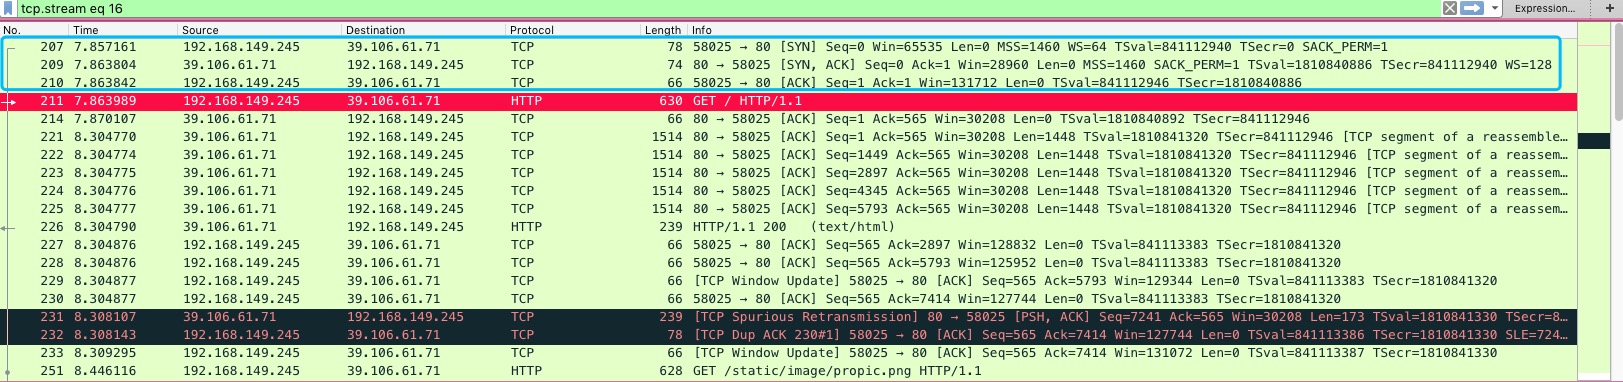 tcp.stream eq 16 Expression... +
No. Time Source Destination Protocol Length Info
207 7.857161 192.168.149.245 39.106.61.71 TCP 78 58025 → 80 [SYN] Seq=0 Win=65535 Len=0 MSS=1460 WS=64 TSval=841112940 TSecr=0 SACK_PERM=1
209 7.863804 39.106.61.71 192.168.149.245 TCP 74 80 → 58025 [SYN, ACK] Seq=0 Ack=1 Win=28960 Len=0 MSS=1460 SACK_PERM=1 TSval=1810840886 TSecr=841112940 WS=128
210 7.863842 192.168.149.245 39.106.61.71 TCP 66 58025 → 80 [ACK] Seq=1 Ack=1 Win=131712 Len=0 TSval=841112946 TSecr=1810840886
211 7.863989 192.168.149.245 39.106.61.71 HTTP 630 GET / HTTP/1.1
214 7.870107 39.106.61.71 192.168.149.245 TCP 66 80 → 58025 [ACK] Seq=1 Ack=565 Win=30208 Len=0 TSval=1810840892 TSecr=841112946
221 8.304770 39.106.61.71 192.168.149.245 TCP 1514 80 → 58025 [ACK] Seq=1 Ack=565 Win=30208 Len=1448 TSval=1810841320 TSecr=841112946 [TCP segment of a reassemble…
222 8.304774 39.106.61.71 192.168.149.245 TCP 1514 80 → 58025 [ACK] Seq=1449 Ack=565 Win=30208 Len=1448 TSval=1810841320 TSecr=841112946 [TCP segment of a reassem…
223 8.304775 39.106.61.71 192.168.149.245 TCP 1514 80 → 58025 [ACK] Seq=2897 Ack=565 Win=30208 Len=1448 TSval=1810841320 TSecr=841112946 [TCP segment of a reassem…
224 8.304776 39.106.61.71 192.168.149.245 TCP 1514 80 → 58025 [ACK] Seq=4345 Ack=565 Win=30208 Len=1448 TSval=1810841320 TSecr=841112946 [TCP segment of a reassem…
225 8.304777 39.106.61.71 192.168.149.245 TCP 1514 80 → 58025 [ACK] Seq=5793 Ack=565 Win=30208 Len=1448 TSval=1810841320 TSecr=841112946 [TCP segment of a reassem…
226 8.304790 39.106.61.71 192.168.149.245 HTTP 239 HTTP/1.1 200 (text/html)
227 8.304876 192.168.149.245 39.106.61.71 TCP 66 58025 → 80 [ACK] Seq=565 Ack=2897 Win=128832 Len=0 TSval=841113383 TSecr=1810841320
228 8.304876 192.168.149.245 39.106.61.71 TCP 66 58025 → 80 [ACK] Seq=565 Ack=5793 Win=125952 Len=0 TSval=841113383 TSecr=1810841320
229 8.304877 192.168.149.245 39.106.61.71 TCP 66 [TCP Window Update] 58025 → 80 [ACK] Seq=565 Ack=5793 Win=129344 Len=0 TSval=841113383 TSecr=1810841320
230 8.304877 192.168.149.245 39.106.61.71 TCP 66 58025 → 80 [ACK] Seq=565 Ack=7414 Win=127744 Len=0 TSval=841113383 TSecr=1810841320
231 8.308107 39.106.61.71 192.168.149.245 TCP 239 [TCP Spurious Retransmission] 80 → 58025 [PSH, ACK] Seq=7241 Ack=565 Win=30208 Len=173 TSval=1810841330 TSecr=8…
232 8.308143 192.168.149.245 39.106.61.71 TCP 78 [TCP Dup ACK 230#1] 58025 → 80 [ACK] Seq=565 Ack=7414 Win=127744 Len=0 TSval=841113386 TSecr=1810841330 SLE=724…
233 8.309295 192.168.149.245 39.106.61.71 TCP 66 [TCP Window Update] 58025 → 80 [ACK] Seq=565 Ack=7414 Win=131072 Len=0 TSval=841113387 TSecr=1810841330
251 8.446116 192.168.149.245 39.106.61.71 HTTP 628 GET /static/image/propic.png HTTP/1.1